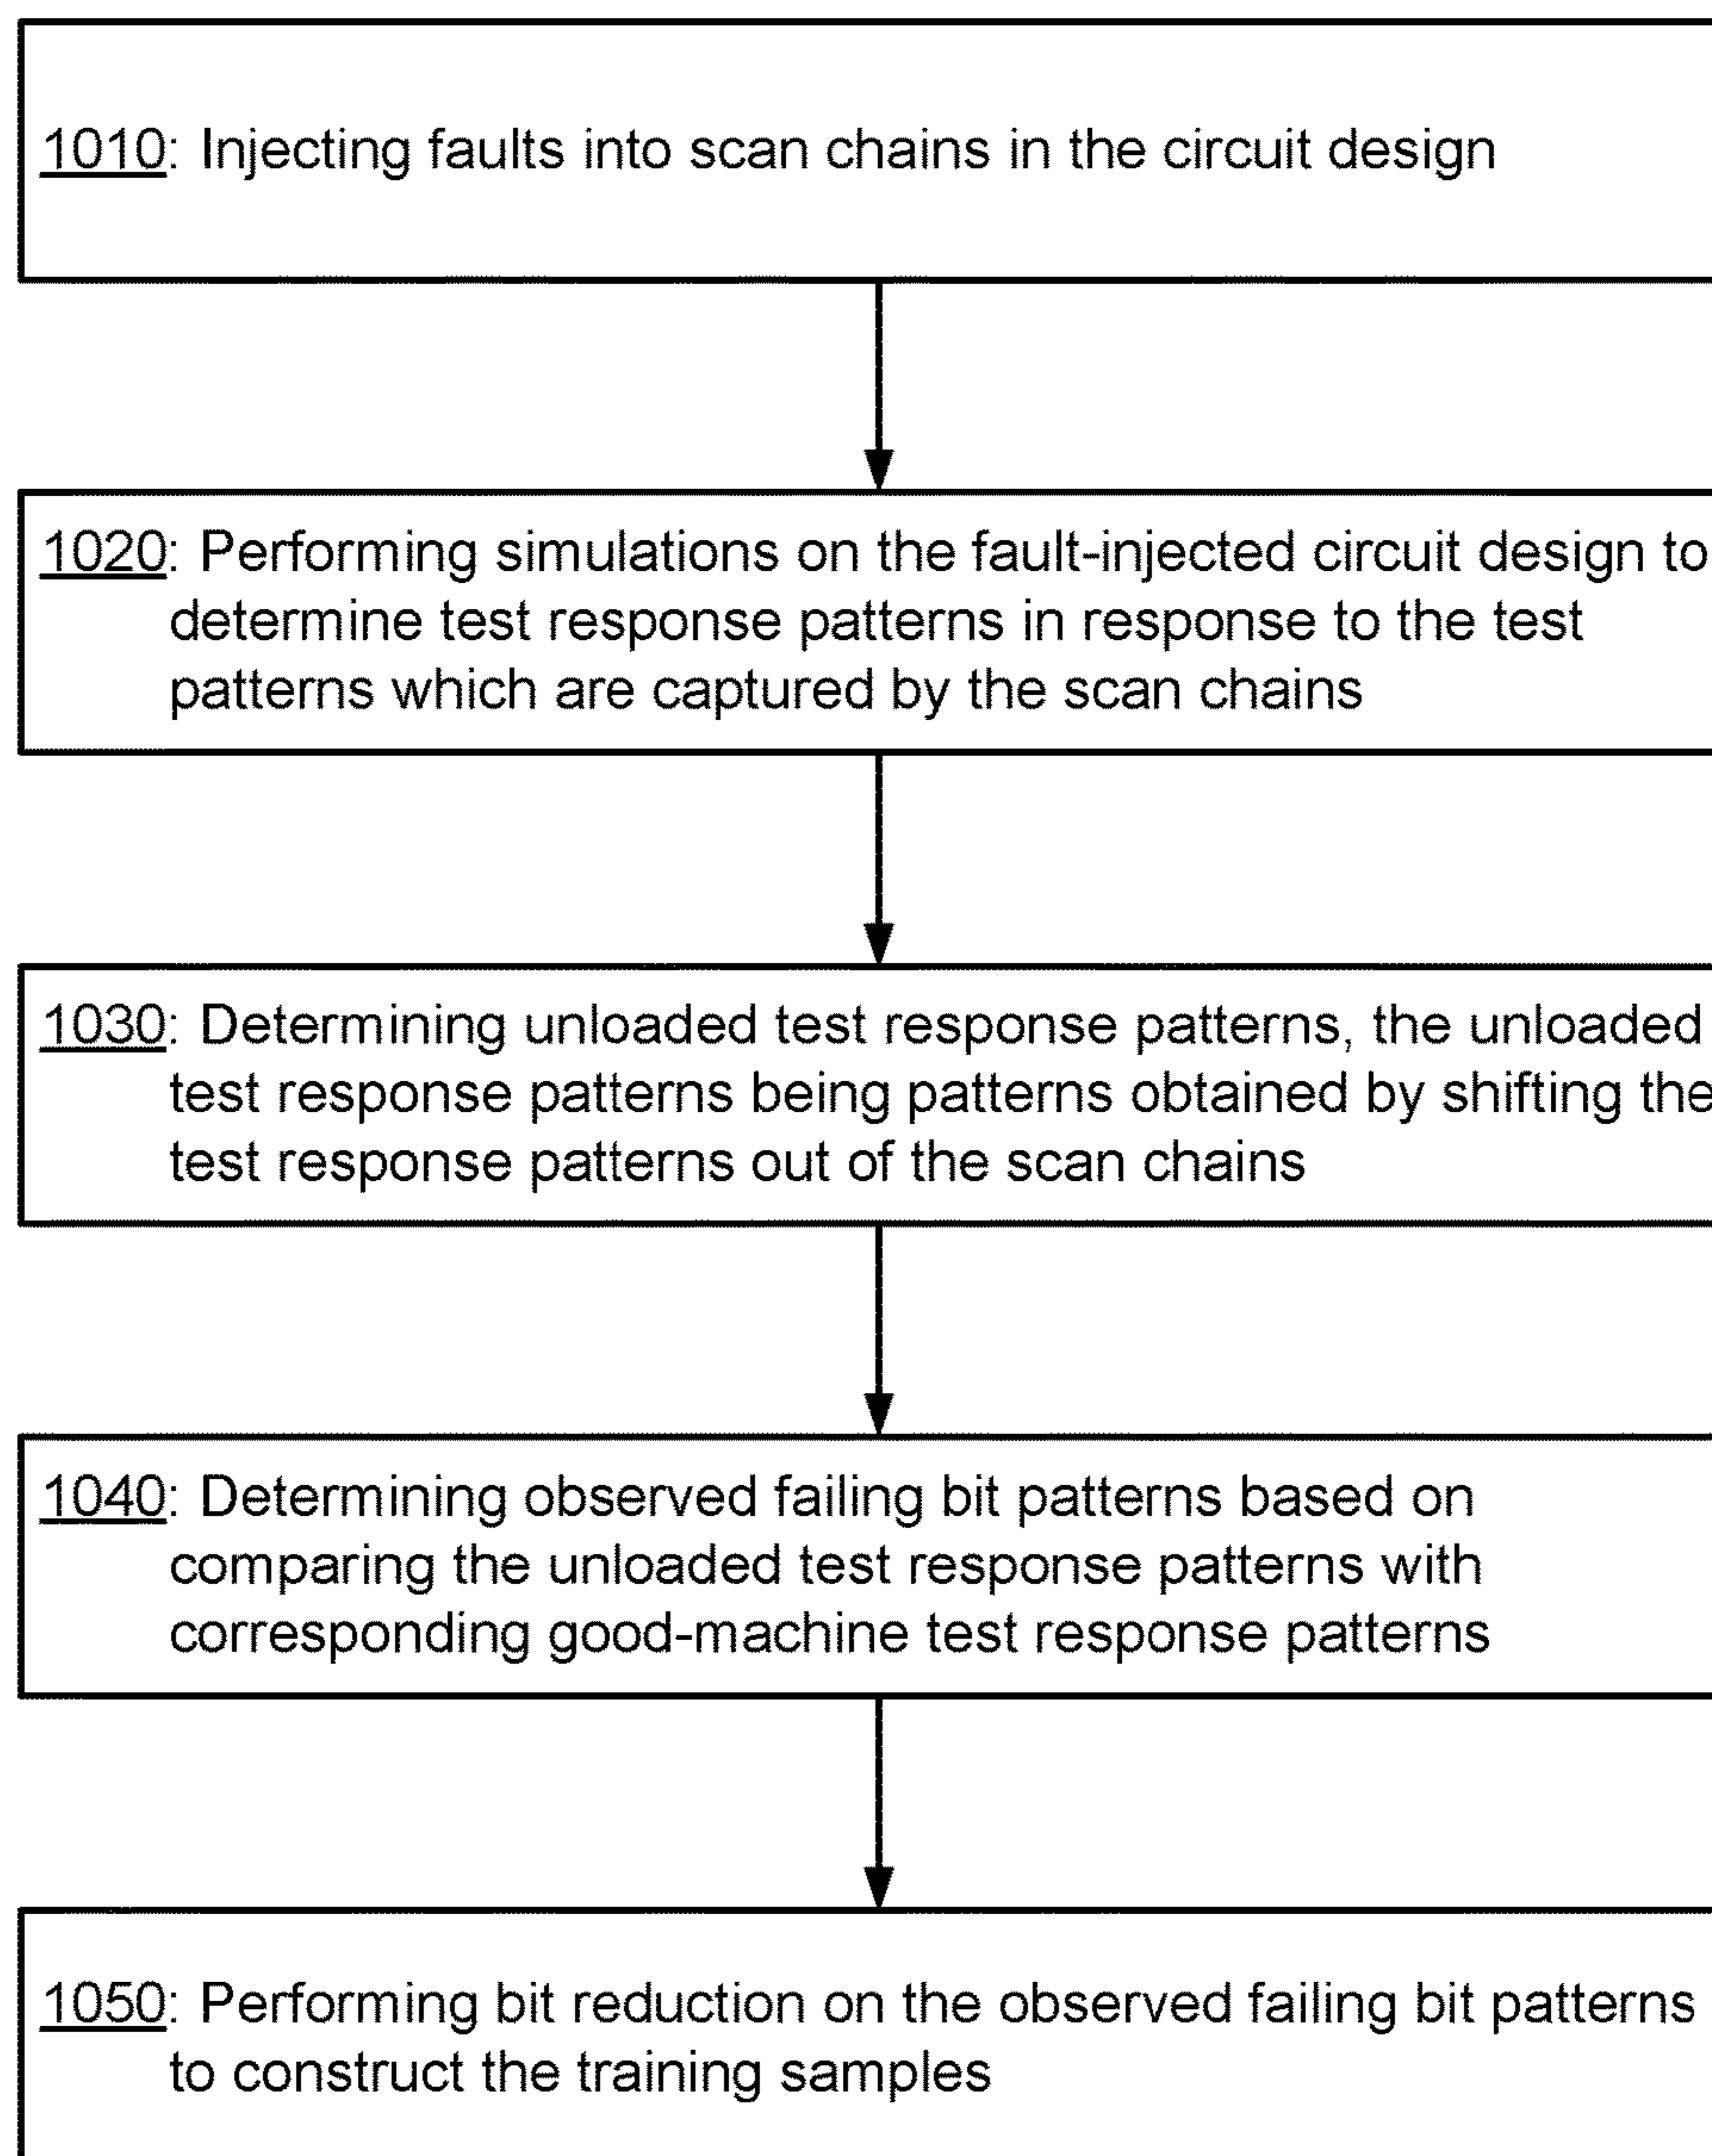 1010: Injecting faults into scan chains in the circuit design
1020: Performing simulations on the fault-injected circuit design to
determine test response patterns in response to the test
patterns which are captured by the scan chains
1030: Determining unloaded test response patterns, the unloaded
test response patterns being patterns obtained by shifting the
test response patterns out of the scan chains
1040: Determining observed failing bit patterns based on
comparing the unloaded test response patterns with
corresponding good-machine test response patterns
1050: Performing bit reduction on the observed failing bit patterns
to construct the training samples